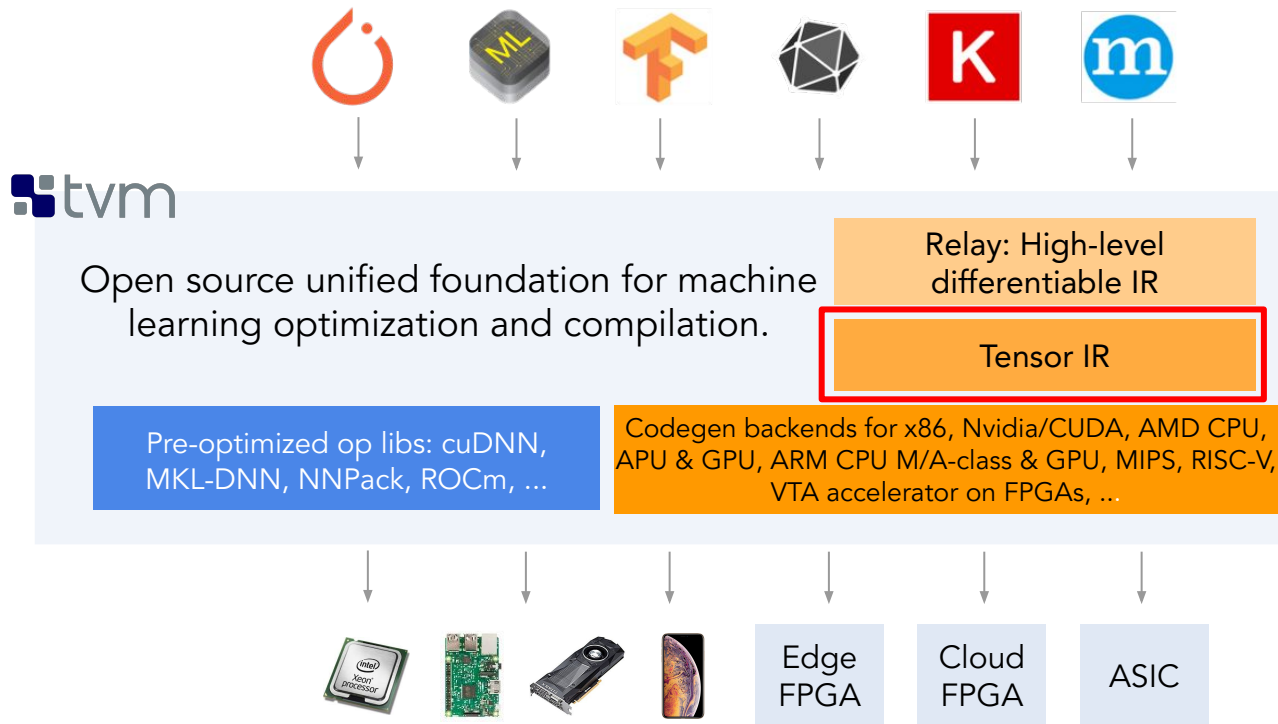 ML
K
m
tvm
Open source unified foundation for machine
learning optimization and compilation.
Relay: High-level
differentiable IR
Tensor IR
Pre-optimized op libs: cuDNN,
MKL-DNN, NNPack, ROCm, ...
Codegen backends for x86, Nvidia/CUDA, AMD CPU,
APU & GPU, ARM CPU M/A-class & GPU, MIPS, RISC-V,
VTA accelerator on FPGAs, ...
intel
Xeon
processor
Edge
FPGA
Cloud
FPGA
ASIC